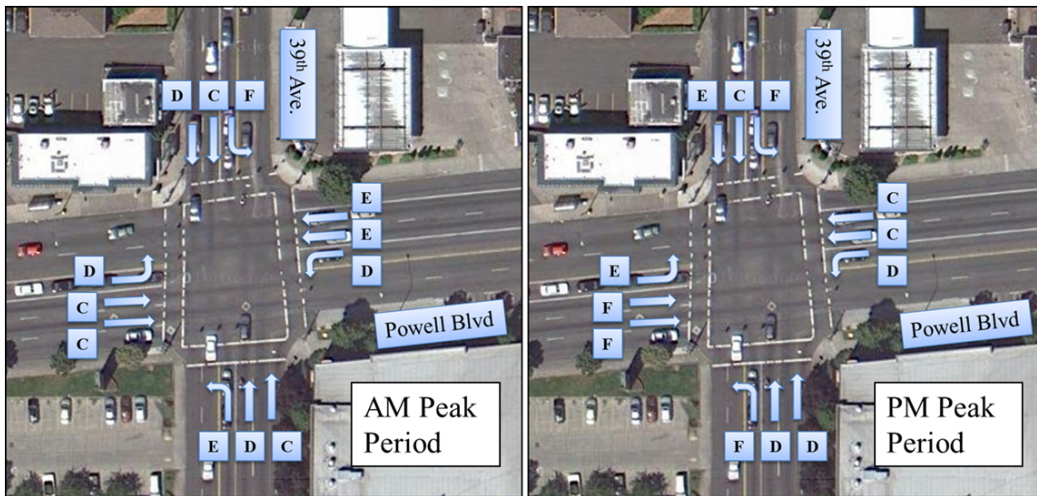 39th Ave.
D C F
E
E
D
D
C
C
Powell Blvd
E D C
AM Peak
Period
39th Ave.
E C F
C
C
D
E
F
F
Powell Blvd
F D D
PM Peak
Period